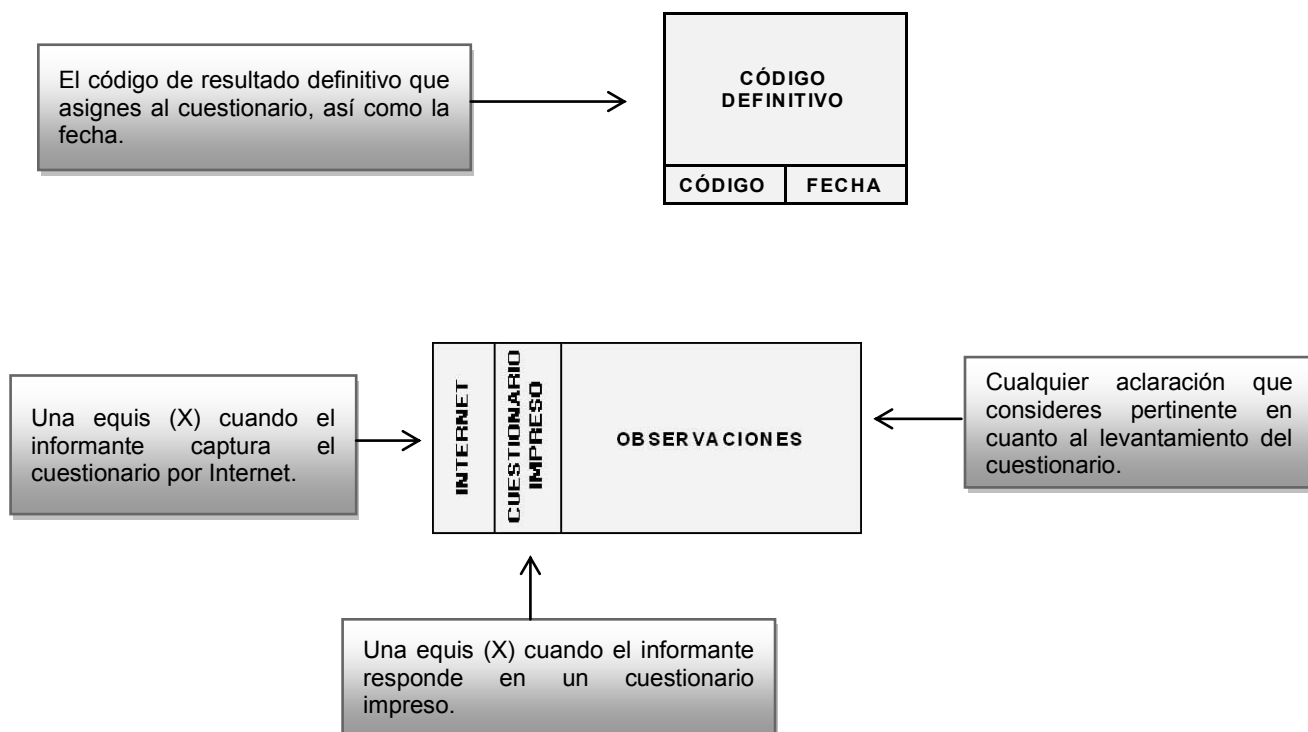 El código de resultado definitivo que
asignes al cuestionario, así como la
fecha.
CÓDIGO
DEFINITIVO
CÓDIGO FECHA
Una equis (X) cuando el
informante captura el
cuestionario por Internet.
INTERNET
CUESTIONARIO
IMPRESO
OBSERVACIONES
Cualquier aclaración que
consideres pertinente en
cuanto al levantamiento del
cuestionario.
Una equis (X) cuando el informante
responde en un cuestionario
impreso.